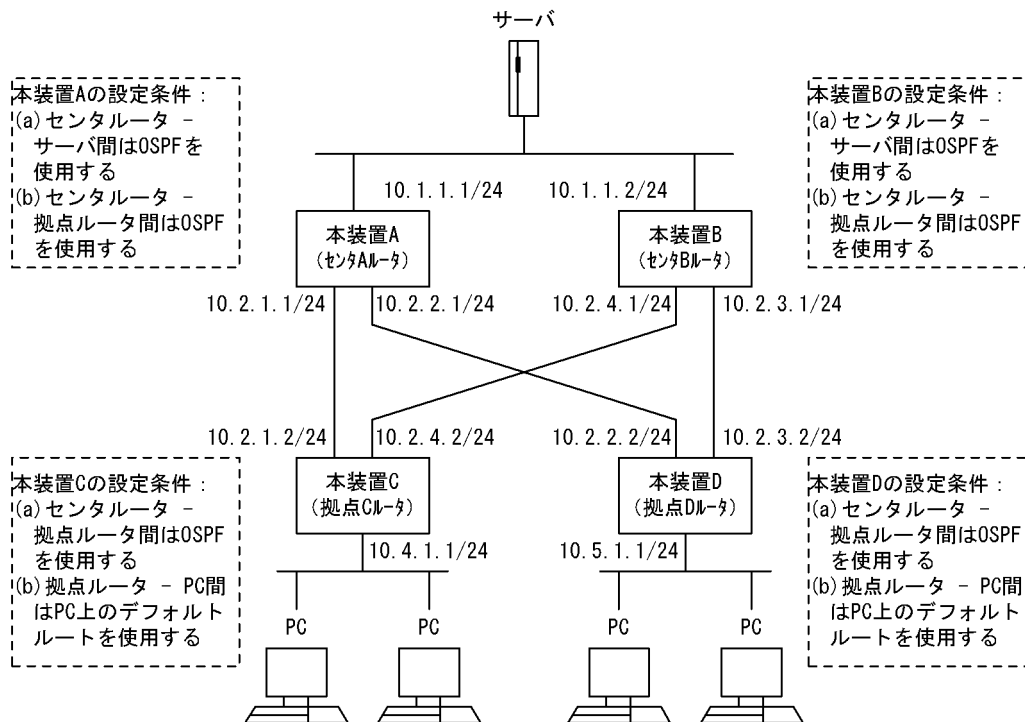 サーバ
本装置Aの設定条件：
(a)センタルータ －
サーバ間はOSPFを
使用する
(b)センタルータ －
拠点ルータ間はOSPF
を使用する
本装置Bの設定条件：
(a)センタルータ －
サーバ間はOSPFを
使用する
(b)センタルータ －
拠点ルータ間はOSPF
を使用する
10.1.1.1/24
10.1.1.2/24
本装置A
(ｾﾝﾀAﾙｰﾀ)
本装置B
(ｾﾝﾀBﾙｰﾀ)
10.2.1.1/24
10.2.2.1/24
10.2.4.1/24
10.2.3.1/24
10.2.1.2/24
10.2.4.2/24
10.2.2.2/24
10.2.3.2/24
本装置Cの設定条件：
(a)センタルータ －
拠点ルータ間はOSPF
を使用する
(b)拠点ルータ － PC間
はPC上のデフォルト
ルートを使用する
本装置C
(拠点Cﾙｰﾀ)
本装置D
(拠点Dﾙｰﾀ)
本装置Dの設定条件：
(a)センタルータ －
拠点ルータ間はOSPF
を使用する
(b)拠点ルータ － PC間
はPC上のデフォルト
ルートを使用する
10.4.1.1/24
10.5.1.1/24
PC
PC
PC
PC